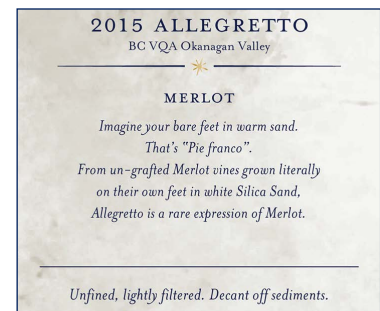 2015 ALLEGRETTO
BC VQA Okanagan Valley
MERLOT
Imagine your bare feet in warm sand.
That's "Pie franco".
From un-grafted Merlot vines grown literally
on their own feet in white Silica Sand,
Allegretto is a rare expression of Merlot.
Unfined, lightly filtered. Decant off sediments.